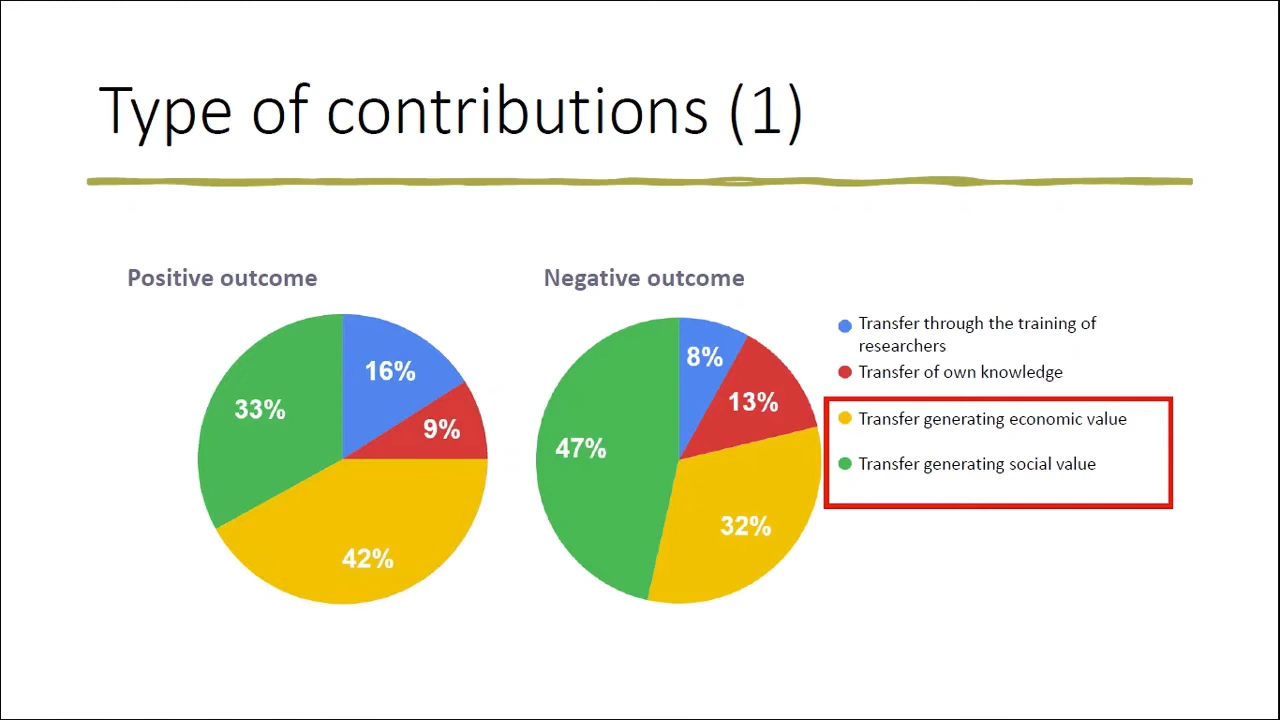 Type of contributions (1)
Positive outcome
Negative outcome
16%
9%
42%
33%
8%
13%
32%
47%
Transfer through the training of
researchers
Transfer of own knowledge
Transfer generating economic value
Transfer generating social value